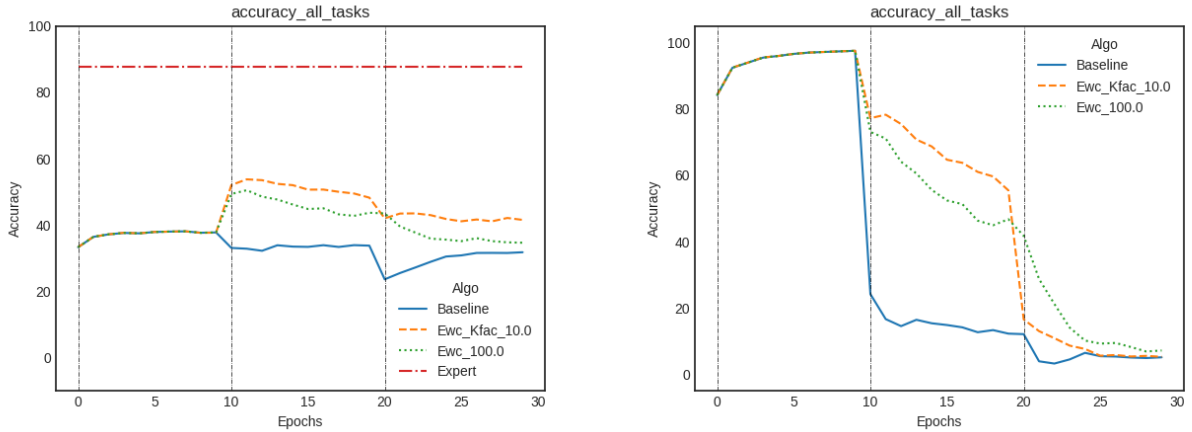 accuracy_all_tasks
100
80
60
40
20
0
Accuracy
Algo
Baseline
Ewc_Kfac_10.0
Ewc_100.0
Expert
0 5 10 15 20 25 30
Epochs
accuracy_all_tasks
100
80
60
40
20
0
Accuracy
Algo
Baseline
Ewc_Kfac_10.0
Ewc_100.0
0 5 10 15 20 25 30
Epochs